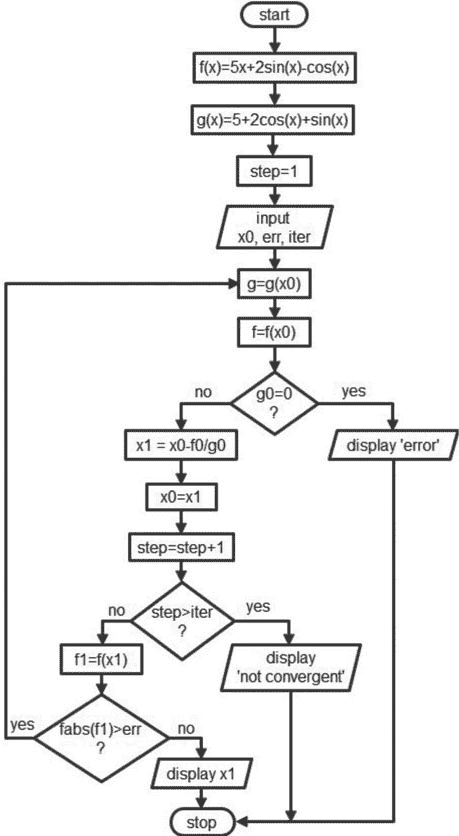 start
f(x)=5x+2sin(x)-cos(x)
g(x)=5+2cos(x)+sin(x)
step=1
input
x0, err, iter
g=g(x0)
f=f(x0)
g0=0
?
no
yes
x1 = x0-f0/g0
display 'error'
x0=x1
step=step+1
step>iter
?
no
yes
f1=f(x1)
display
'not convergent'
fabs(f1)>err
?
yes
no
display x1
stop